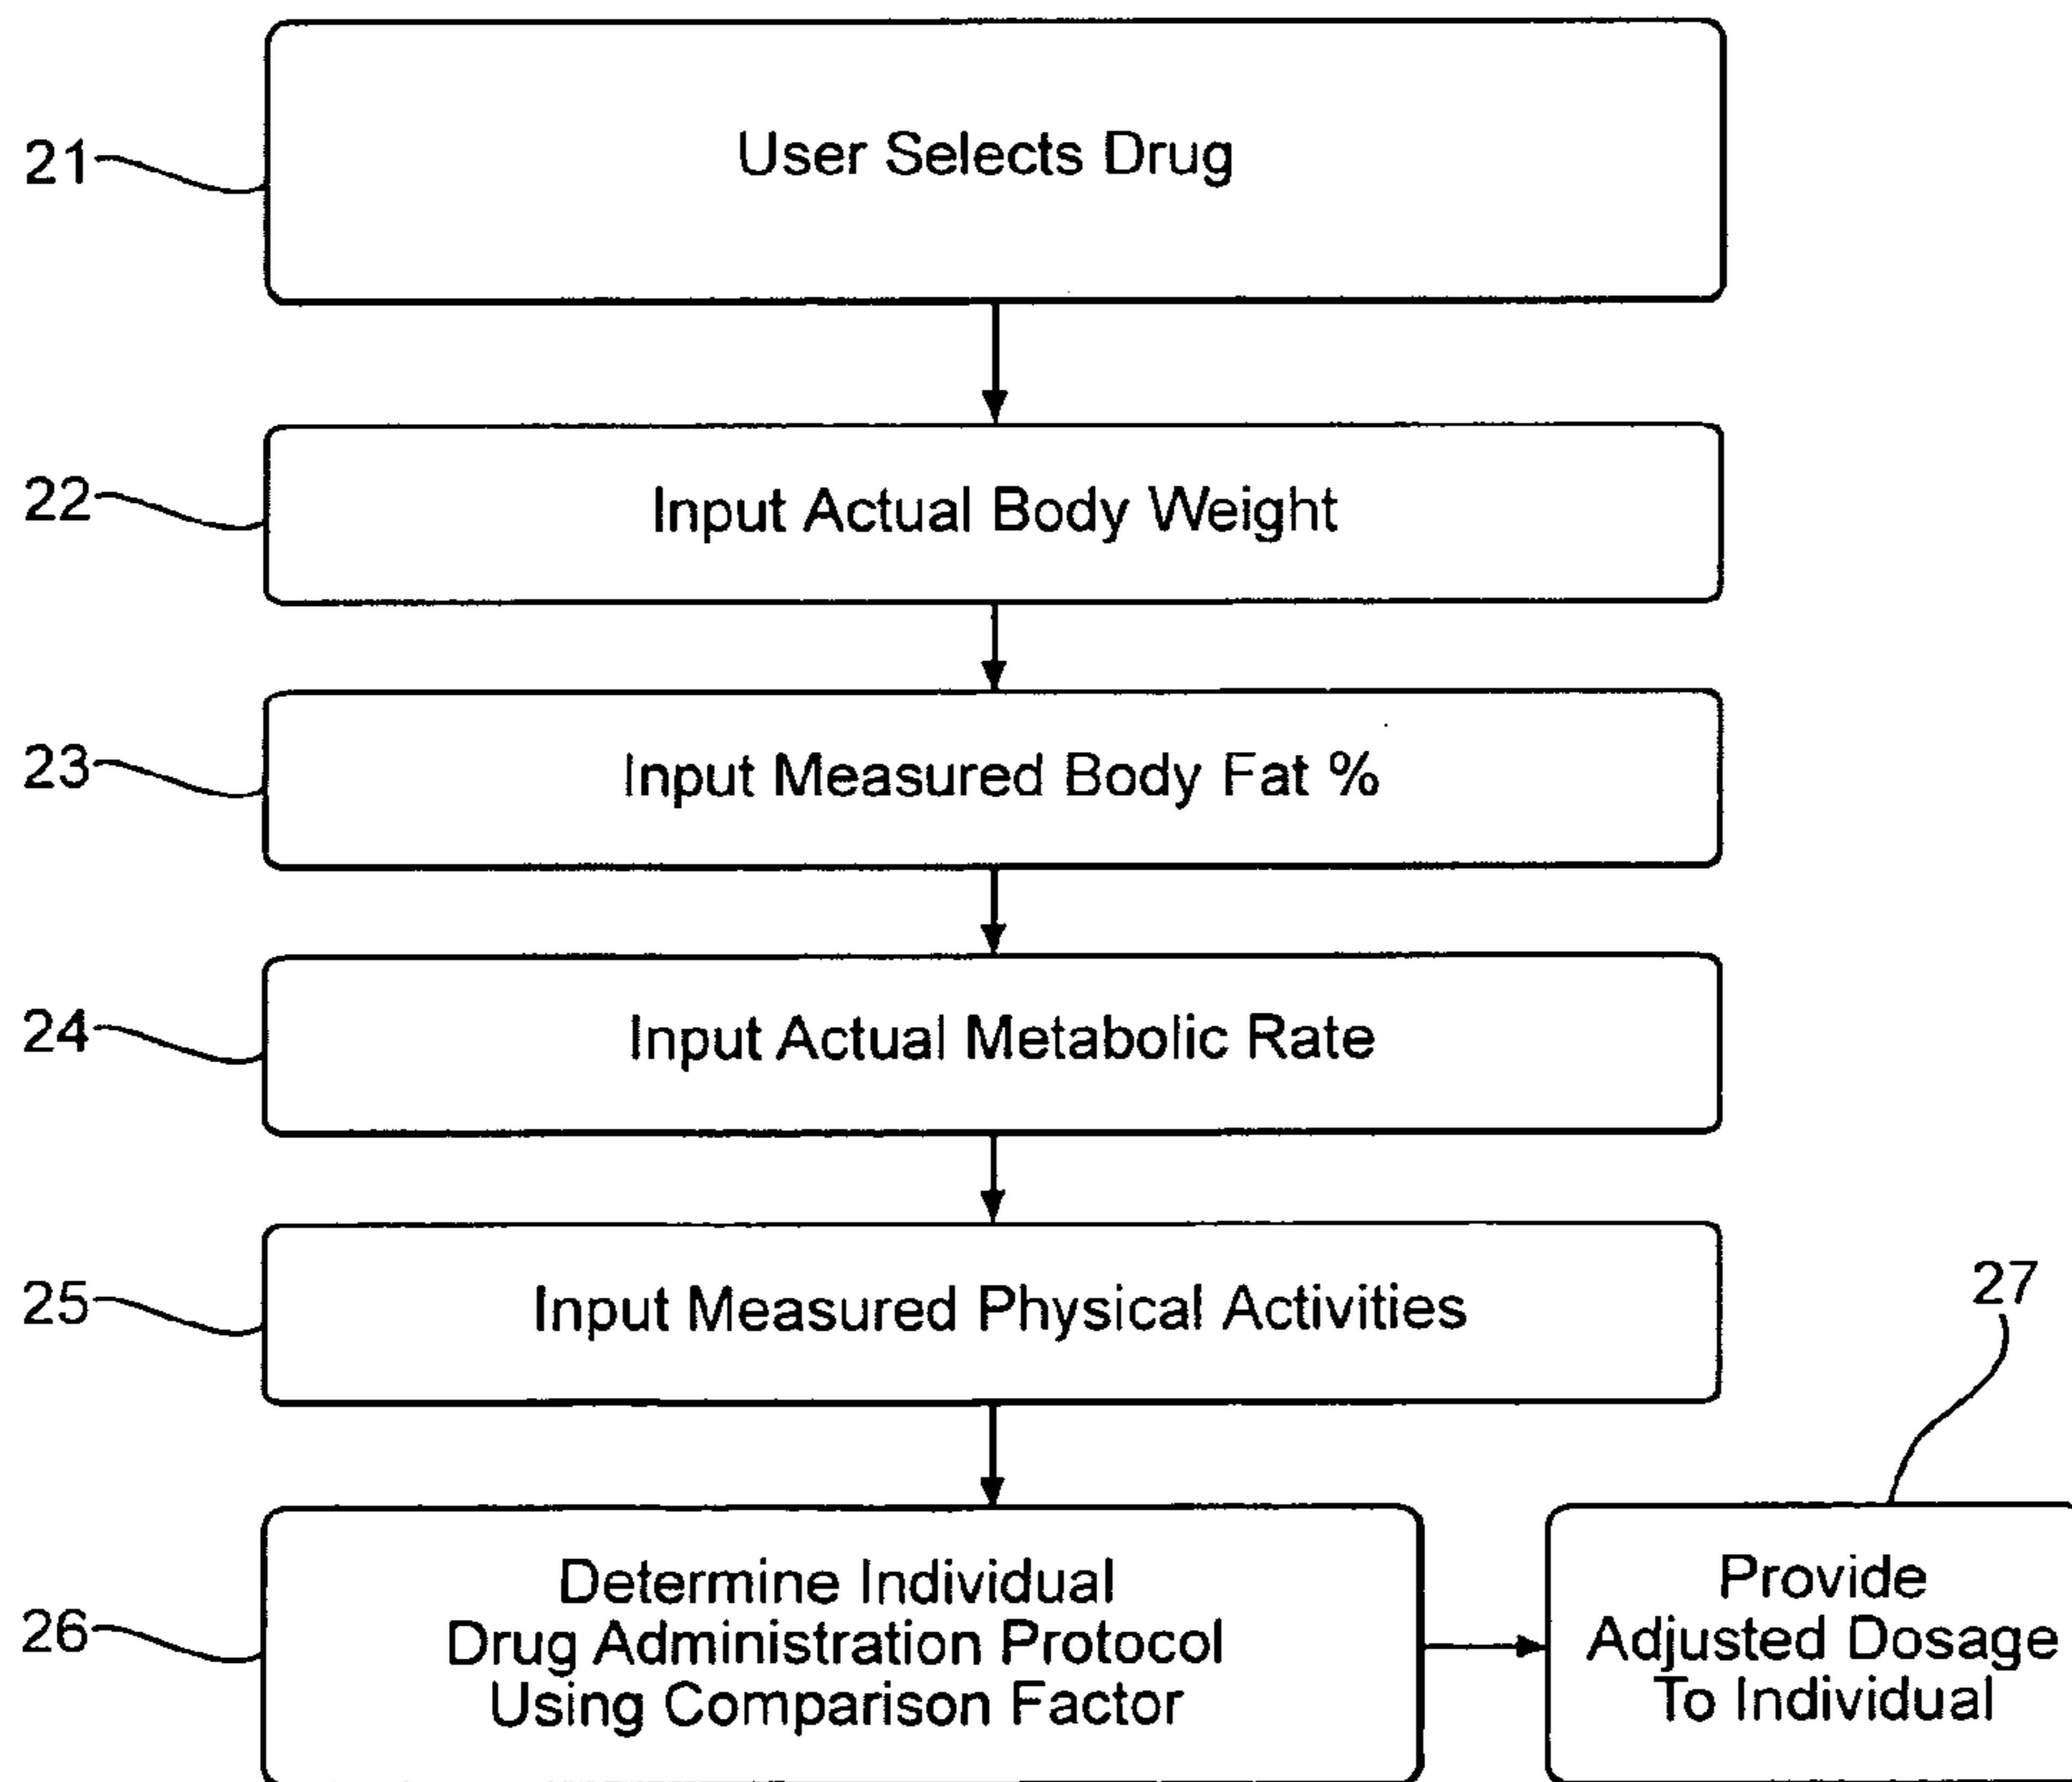 21
User Selects Drug
22
Input Actual Body Weight
23
Input Measured Body Fat %
24
Input Actual Metabolic Rate
25
Input Measured Physical Activities
27
26
Determine Individual
Drug Administration Protocol
Using Comparison Factor
Provide
Adjusted Dosage
To Individual